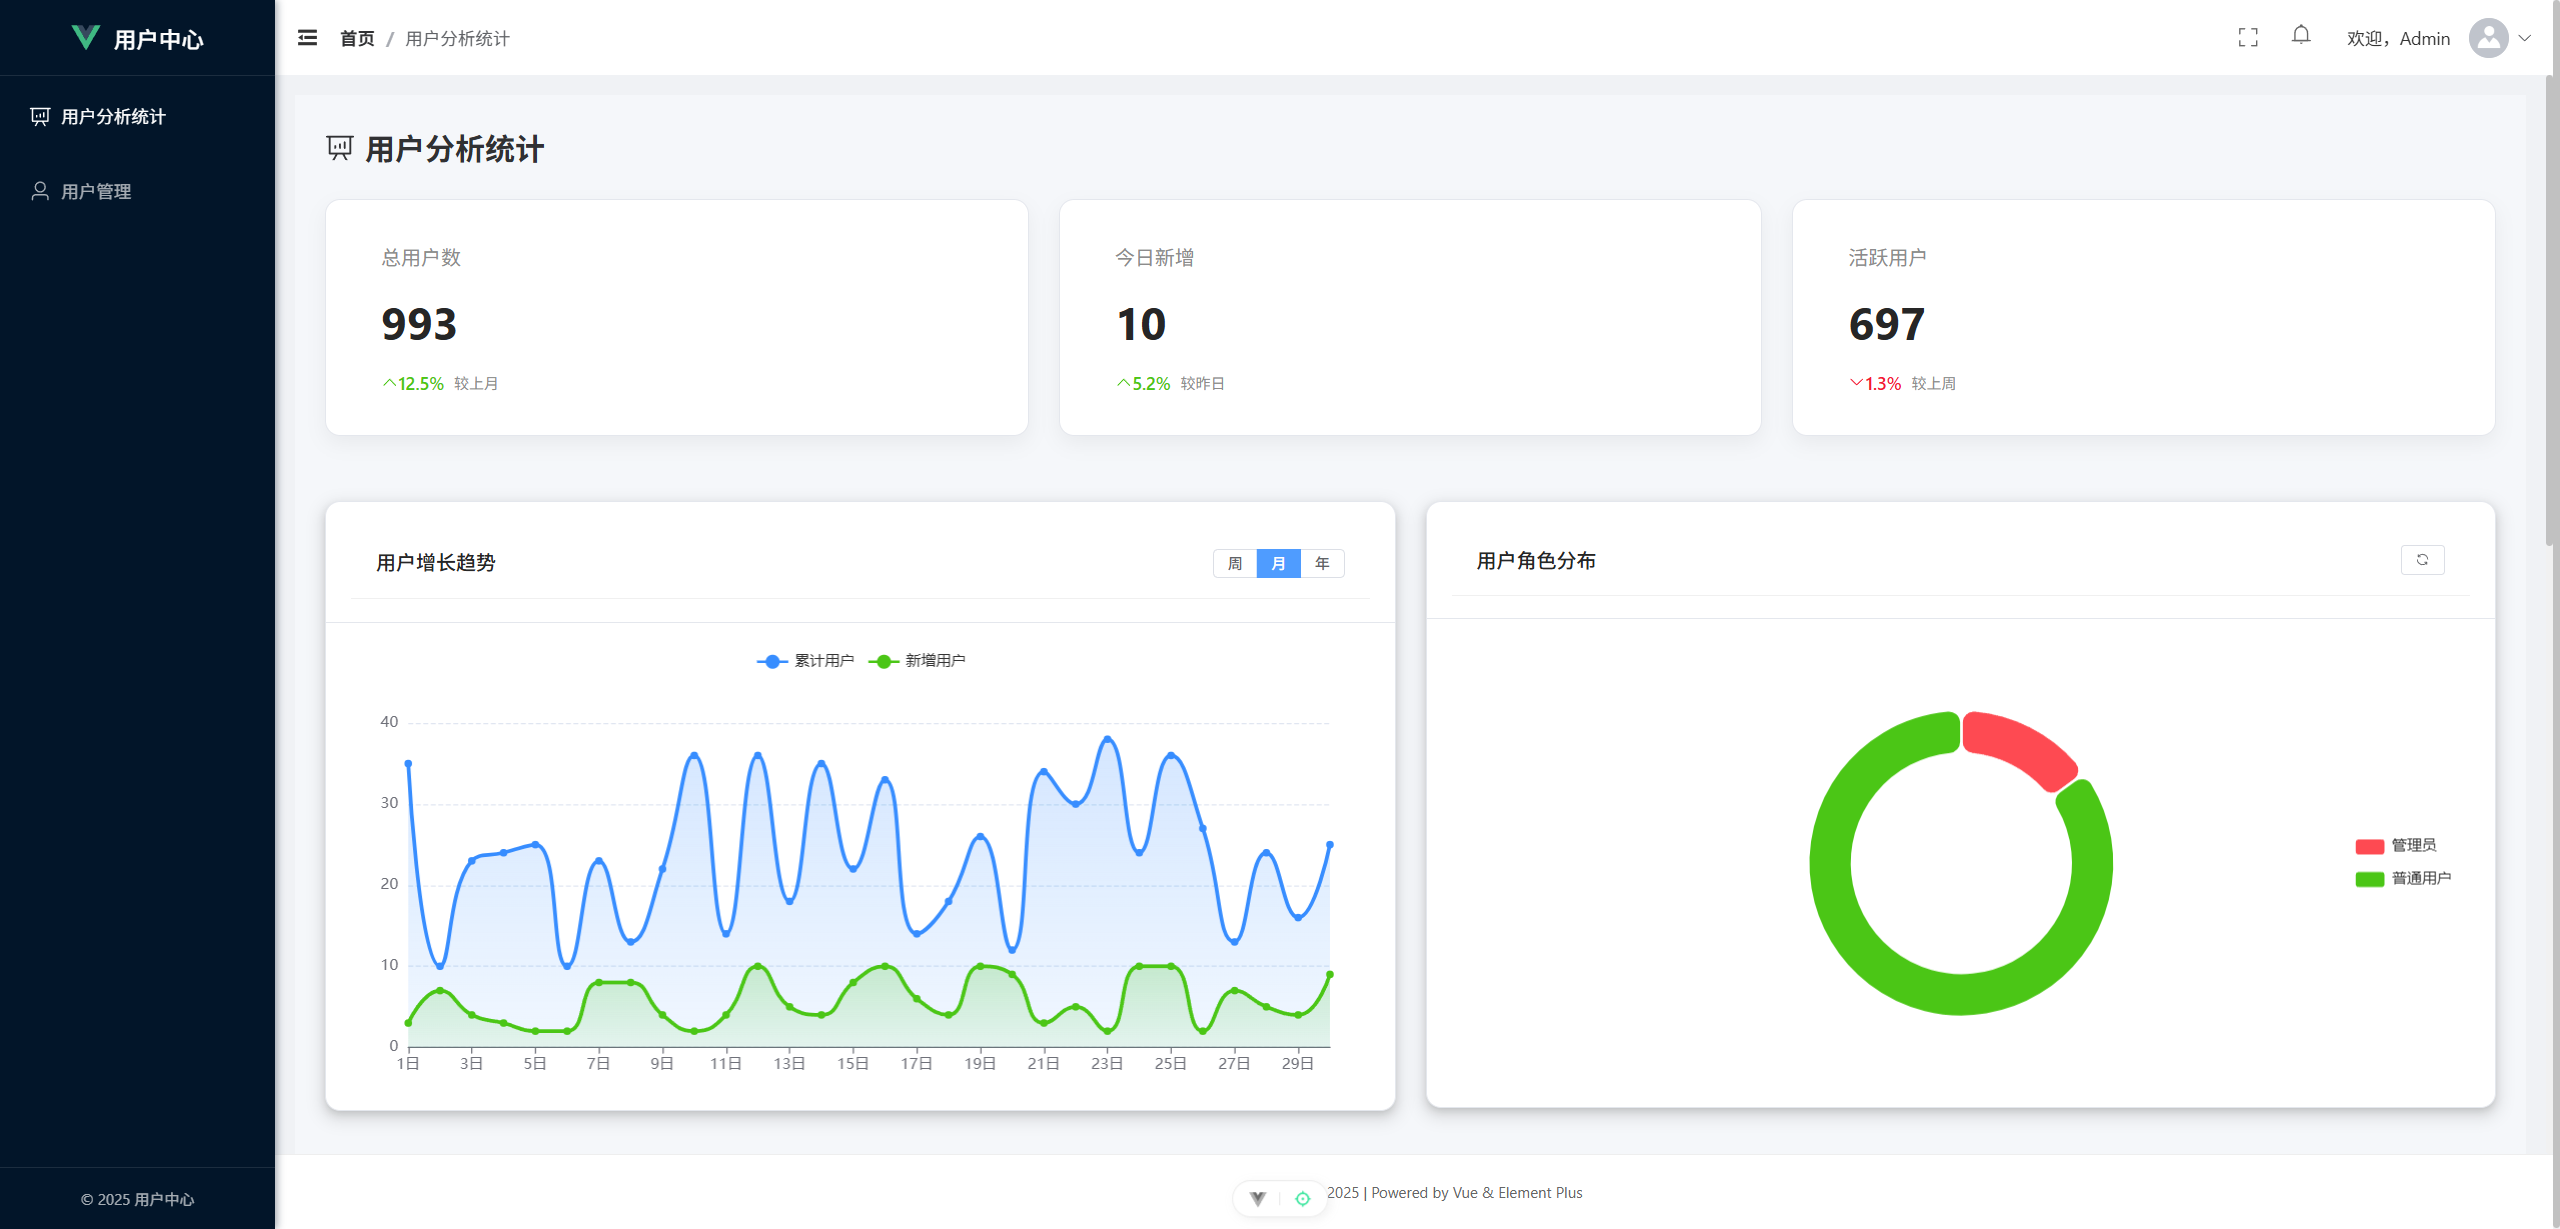 用户中心
首页 / 用户分析统计
欢迎，Admin
用户分析统计
用户管理
用户分析统计
总用户数
993
12.5% 较上月
今日新增
10
5.2% 较昨日
活跃用户
697
1.3% 较上周
用户增长趋势
周 月 年
累计用户 新增用户
40
30
20
10
0
1日 3日 5日 7日 9日 11日 13日 15日 17日 19日 21日 23日 25日 27日 29日
用户角色分布
管理员
普通用户
© 2025 用户中心
2025 | Powered by Vue & Element Plus